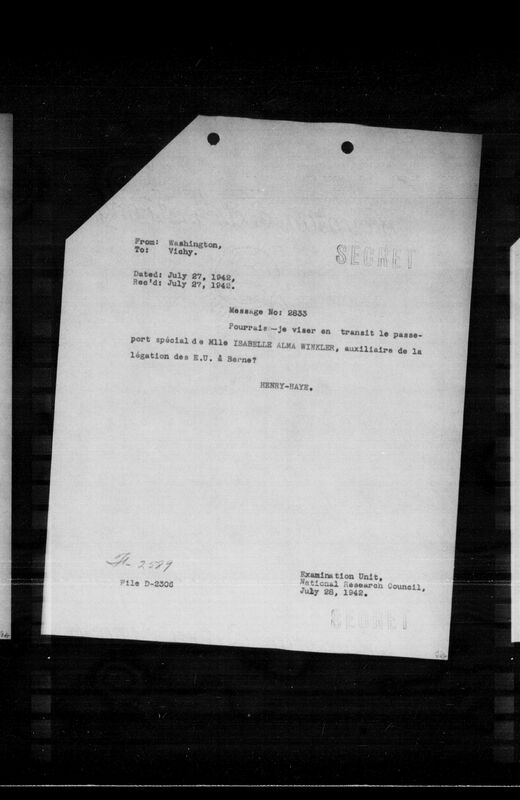 From: Washington,
To: Vichy.
SECRET
Dated: July 27, 1942,
Rec'd: July 27, 1942.
Message No: 2833
Pourrais-je viser en transit le passe-
port spécial de Mlle ISABELLE ALMA WINKLER, auxiliaire de la
légation des E.U. à Berne?
HENRY-HAYE.
2589
File D-2306
Examination Unit,
National Research Council,
July 28, 1942.
SECRET